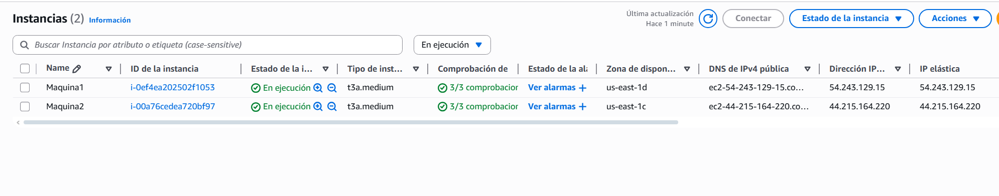 Instancias (2) Información
Última actualización
Hace 1 minute
Conectar
Estado de la instancia
Acciones
Buscar Instancia por atributo o etiqueta (case-sensitive)
En ejecución
Name ID de la instancia Estado de la i... Tipo de inst... Comprobación de Estado de la ala Zona de dispon... DNS de IPv4 pública Dirección IP... IP elástica
Maquina1 i-0ef4ea202502f1053 En ejecución t3a.medium 3/3 comprobacior Ver alarmas + us-east-1d ec2-54-243-129-15.co... 54.243.129.15 54.243.129.15
Maquina2 i-00a76cedea720bf97 En ejecución t3a.medium 3/3 comprobacior Ver alarmas + us-east-1c ec2-44-215-164-220.co... 44.215.164.220 44.215.164.220